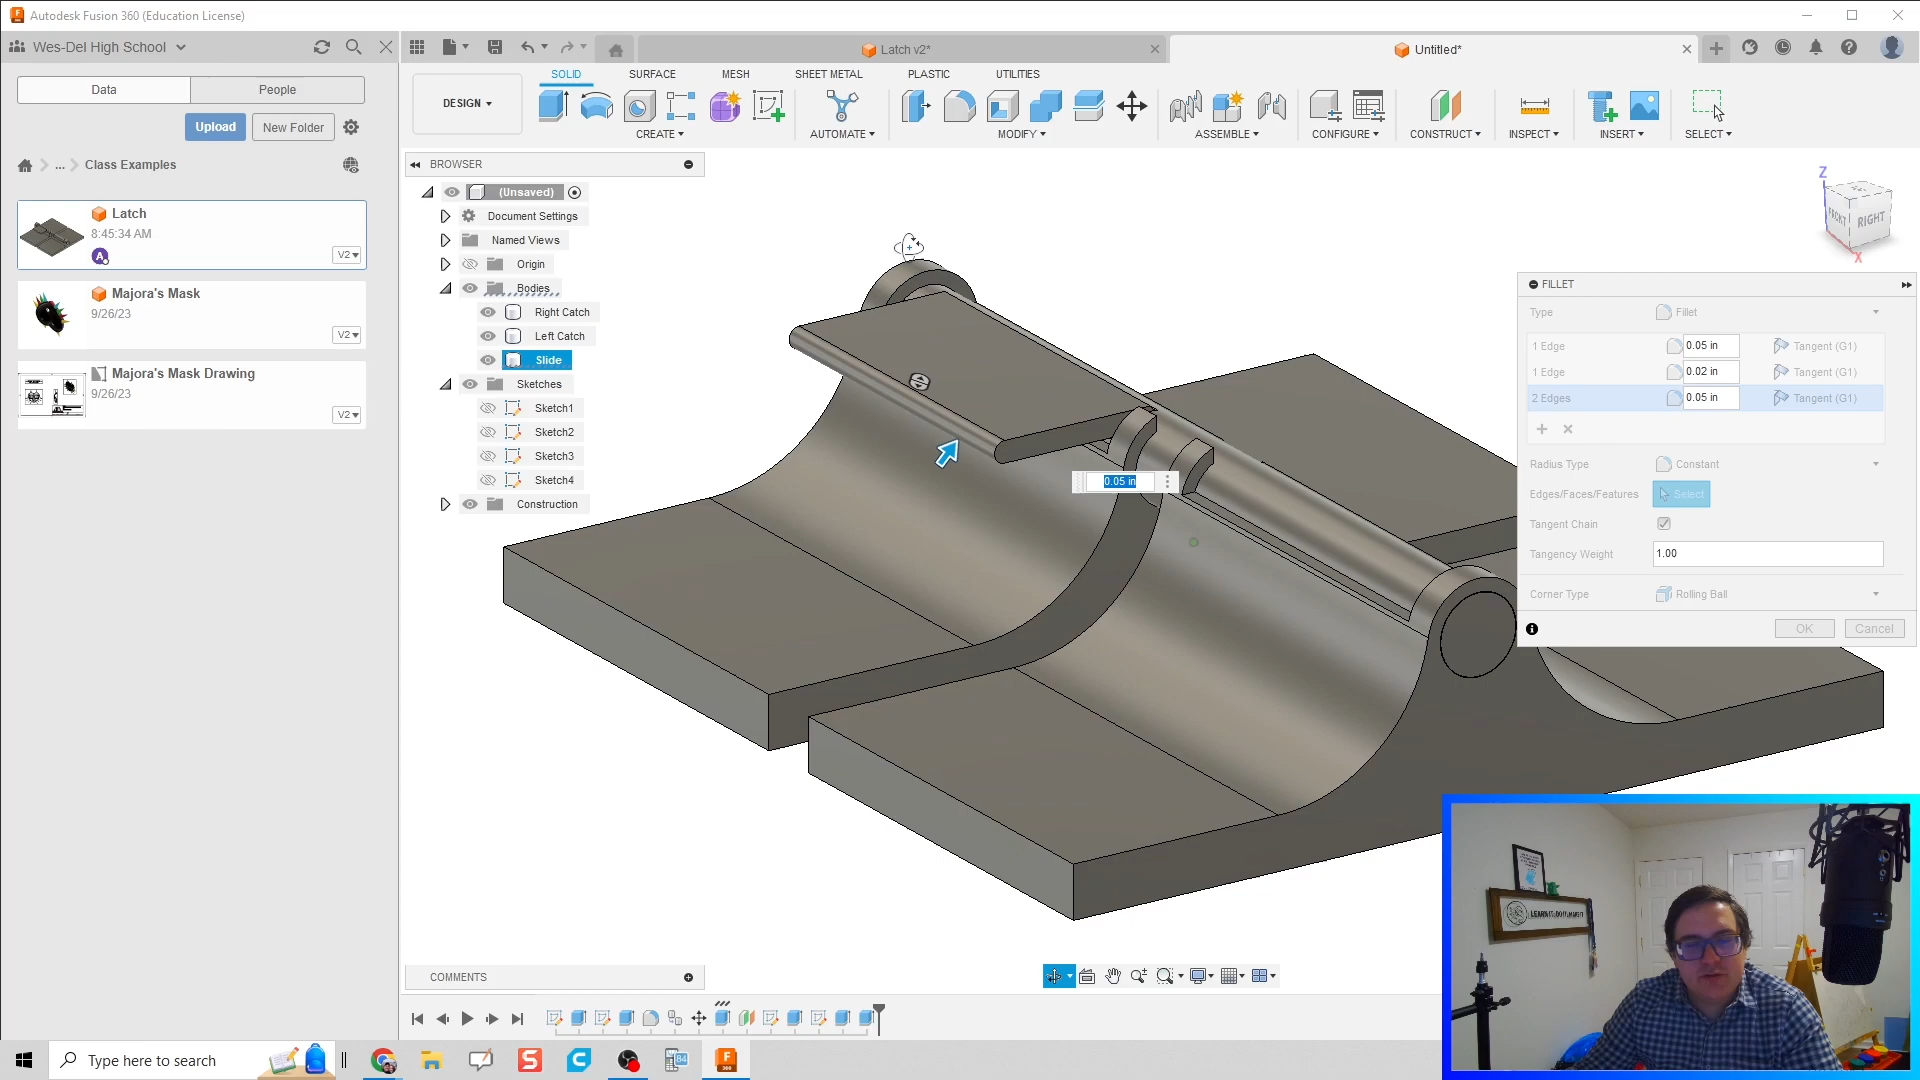 Autodesk Fusion 360 (Education License)
Wes-Del High School
Latch v2*
Untitled*
Data
People
Upload
New Folder
... Class Examples
Latch
8:45:34 AM
A
V2
Majora's Mask
9/26/23
V2
Majora's Mask Drawing
9/26/23
V2
DESIGN
SOLID
SURFACE
MESH
SHEET METAL
PLASTIC
UTILITIES
CREATE
AUTOMATE
MODIFY
ASSEMBLE
CONFIGURE
CONSTRUCT
INSPECT
INSERT
SELECT
BROWSER
(Unsaved)
Document Settings
Named Views
Origin
Bodies
Right Catch
Left Catch
Slide
Sketches
Sketch1
Sketch2
Sketch3
Sketch4
Construction
Z
FRONT
RIGHT
X
FILLET
Type
Fillet
1 Edge
0.05 in
Tangent (G1)
1 Edge
0.02 in
Tangent (G1)
2 Edges
0.05 in
Tangent (G1)
Radius Type
Constant
Edges/Faces/Features
Select
Tangent Chain
Tangency Weight
1.00
Corner Type
Rolling Ball
OK
Cancel
0.05 in
COMMENTS
Type here to search
84
F
360